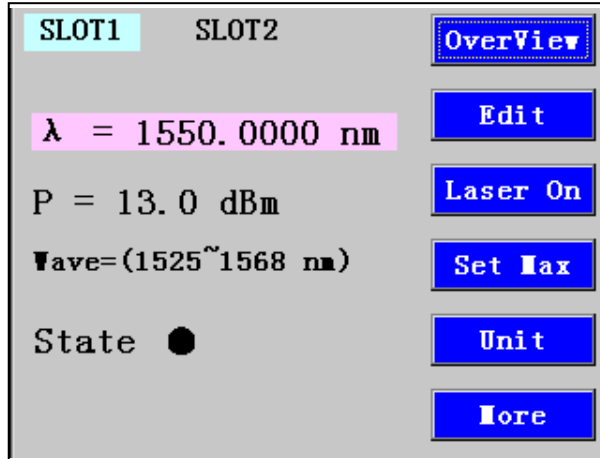 SLOT1 SLOT2
OverView
Edit
λ = 1550.0000 nm
Laser On
P = 13.0 dBm
Wave=(1525~1568 nm)
Set Max
State
Unit
More